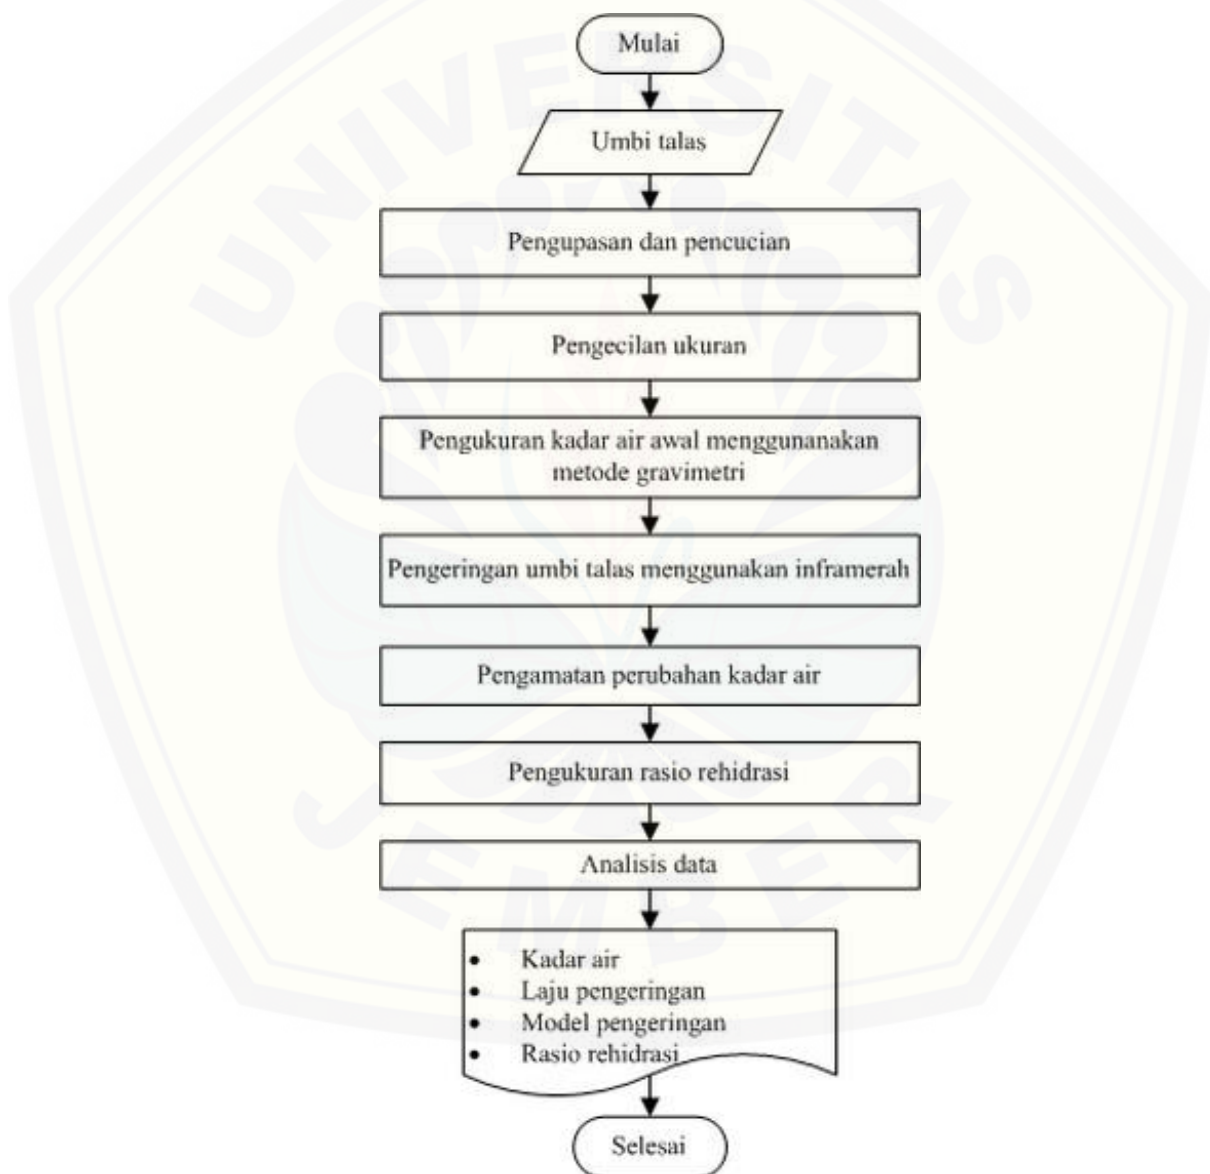 UNIVERSITAS
Mulai
Umbi talas
Pengupasan dan pencucian
Pengecilan ukuran
Pengukuran kadar air awal menggunanakan
metode gravimetri
Pengeringan umbi talas menggunakan inframerah
Pengamatan perubahan kadar air
Pengukuran rasio rehidrasi
Analisis data
• Kadar air
• Laju pengeringan
• Model pengeringan
• Rasio rehidrasi
Selesai
JEMBER